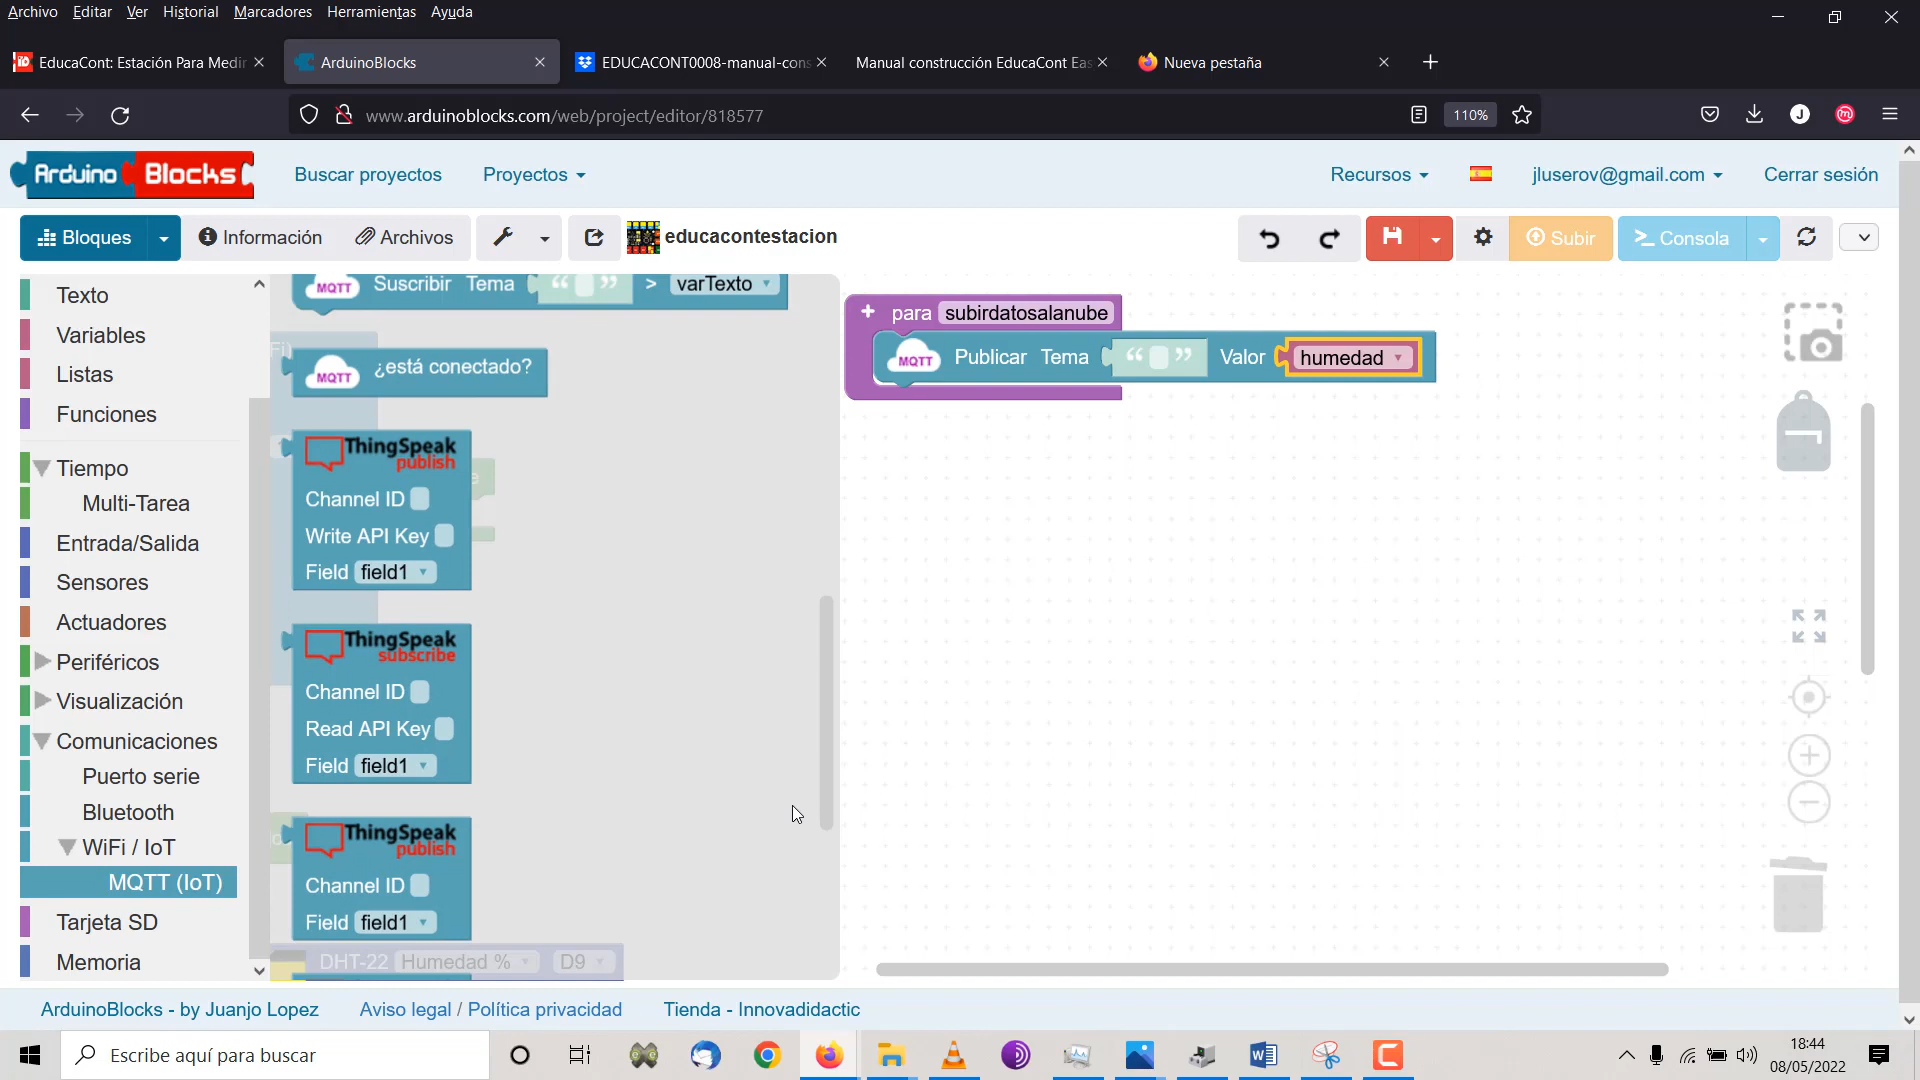 Archivo Editar Ver Historial Marcadores Herramientas Ayuda
EducaCont: Estación Para Medir
ArduinoBlocks
EDUCACONT0008-manual-cons
Manual construcción EducaCont Eas
Nueva pestaña
www.arduinoblocks.com/web/project/editor/818577
110%
J
m
Arduino Blocks
Buscar proyectos
Proyectos
Recursos
jluserov@gmail.com
Cerrar sesión
Bloques
Información
Archivos
educacontestacion
Subir
Consola
Texto
Variables
Listas
Funciones
Tiempo
Multi-Tarea
Entrada/Salida
Sensores
Actuadores
Periféricos
Visualización
Comunicaciones
Puerto serie
Bluetooth
WiFi / IoT
MQTT (IoT)
Tarjeta SD
Memoria
MQTT Suscribir Tema “ ” > varTexto
MQTT ¿está conectado?
ThingSpeak
publish
Channel ID
Write API Key
Field field1
ThingSpeak
subscribe
Channel ID
Read API Key
Field field1
ThingSpeak
publish
Channel ID
Field field1
DHT-22 Humedad % D9
+ para subirdatosalanube
MQTT Publicar Tema “ ” Valor humedad
ArduinoBlocks - by Juanjo Lopez
Aviso legal / Política privacidad
Tienda - Innovadidactic
Escribe aquí para buscar
18:44
08/05/2022